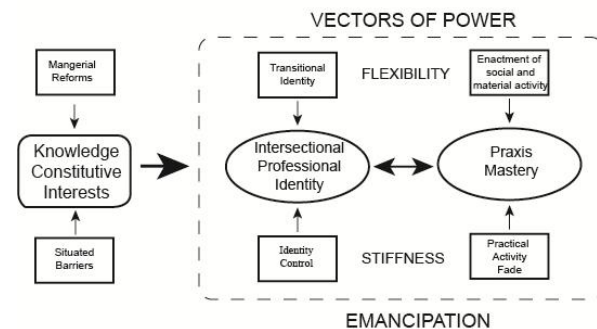 VECTORS OF POWER
Mangerial
Reforms
Transitional
Identity
FLEXIBILITY
Enactment of
social and
material activity
Knowledge
Constitutive
Interests
Intersectional
Professional
Identity
Praxis
Mastery
Situated
Barriers
Identity
Control
STIFFNESS
Practical
Activity
Fade
EMANCIPATION